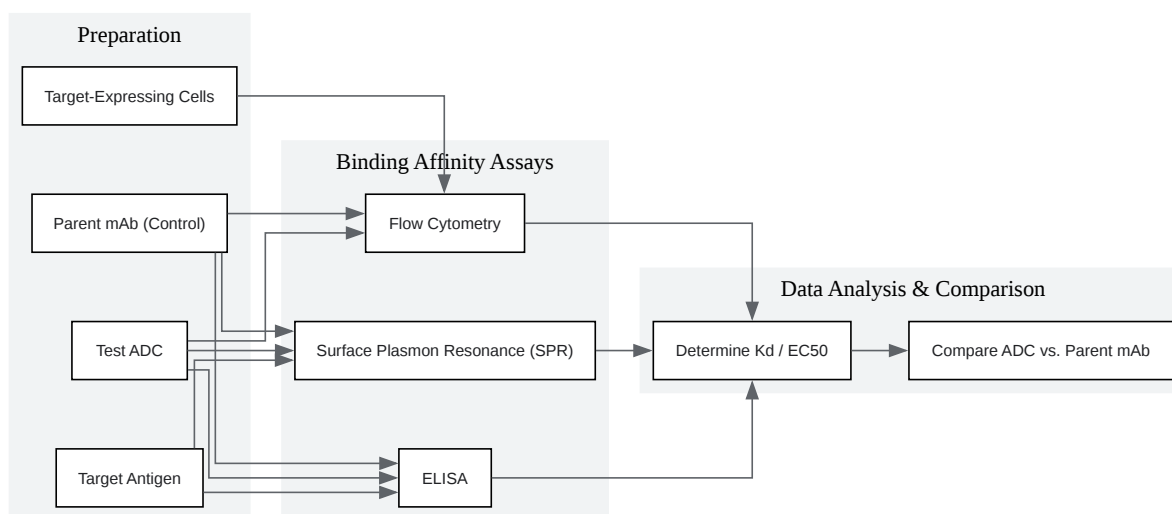 Preparation
Target-Expressing Cells
Binding Affinity Assays
Parent mAb (Control)
Flow Cytometry
Data Analysis & Comparison
Test ADC
Surface Plasmon Resonance (SPR)
Determine Kd / EC50
Compare ADC vs. Parent mAb
Target Antigen
ELISA